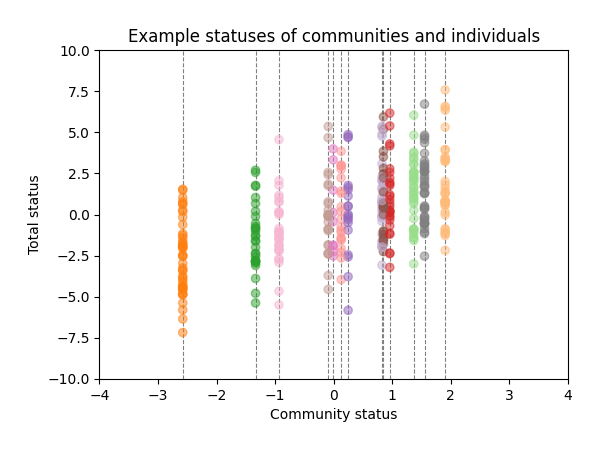 Example statuses of communities and individuals
10.0
7.5
5.0
2.5
0.0
−2.5
−5.0
−7.5
−10.0
Total status
−4 −3 −2 −1 0 1 2 3 4
Community status